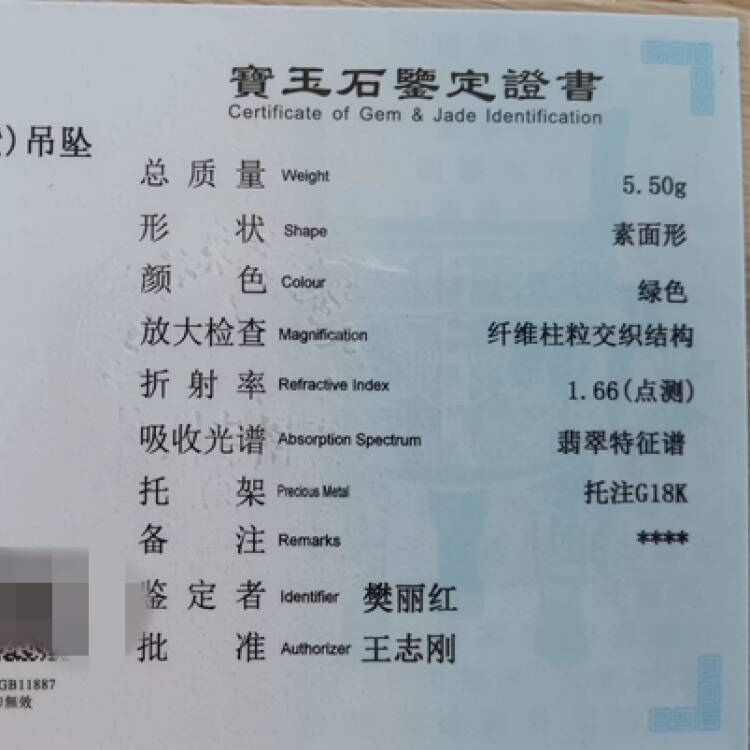 寶玉石鑒定證書
Certificate of Gem & Jade Identification
)吊坠
总质量 Weight 5.50g
形状 Shape 素面形
颜色 Colour 绿色
放大检查 Magnification 纤维柱粒交织结构
折射率 Refractive Index 1.66(点测)
吸收光谱 Absorption Spectrum 翡翠特征谱
托架 Precious Metal 托注G18K
备注 Remarks ****
鉴定者 Identifier 樊丽红
批准 Authorizer 王志刚
GB11887
無效